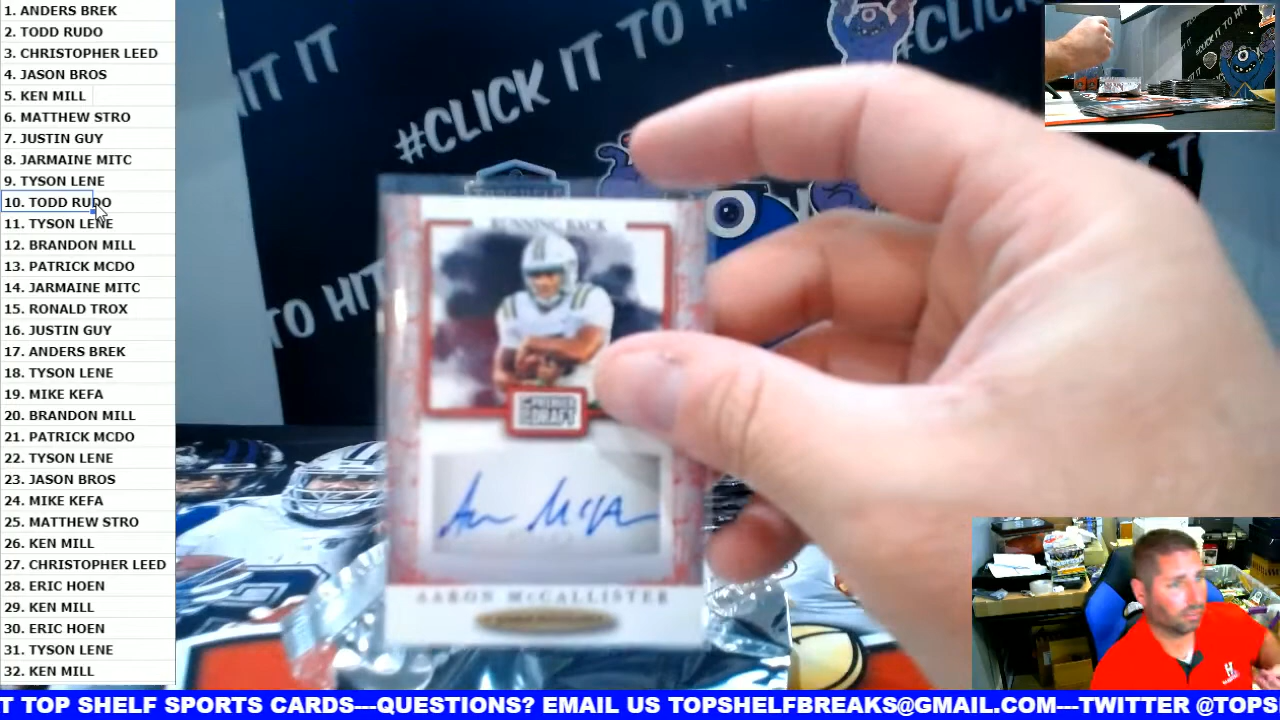 1. ANDERS BREK
2. TODD RUDO
3. CHRISTOPHER LEED
4. JASON BROS
5. KEN MILL
6. MATTHEW STRO
7. JUSTIN GUY
8. JARMAINE MITC
9. TYSON LENE
10. TODD RUDO
11. TYSON LENE
12. BRANDON MILL
13. PATRICK MCDO
14. JARMAINE MITC
15. RONALD TROX
16. JUSTIN GUY
17. ANDERS BREK
18. TYSON LENE
19. MIKE KEFA
20. BRANDON MILL
21. PATRICK MCDO
22. TYSON LENE
23. JASON BROS
24. MIKE KEFA
25. MATTHEW STRO
26. KEN MILL
27. CHRISTOPHER LEED
28. ERIC HOEN
29. KEN MILL
30. ERIC HOEN
31. TYSON LENE
32. KEN MILL
HIT IT
#CLICK IT TO
#CLICK
TO HIT
RUNNING BACK
DRAFT
AARON MCCALLISTER
T TOP SHELF SPORTS CARDS---QUESTIONS? EMAIL US TOPSHELFBREAKS@GMAIL.COM---TWITTER @TOPS